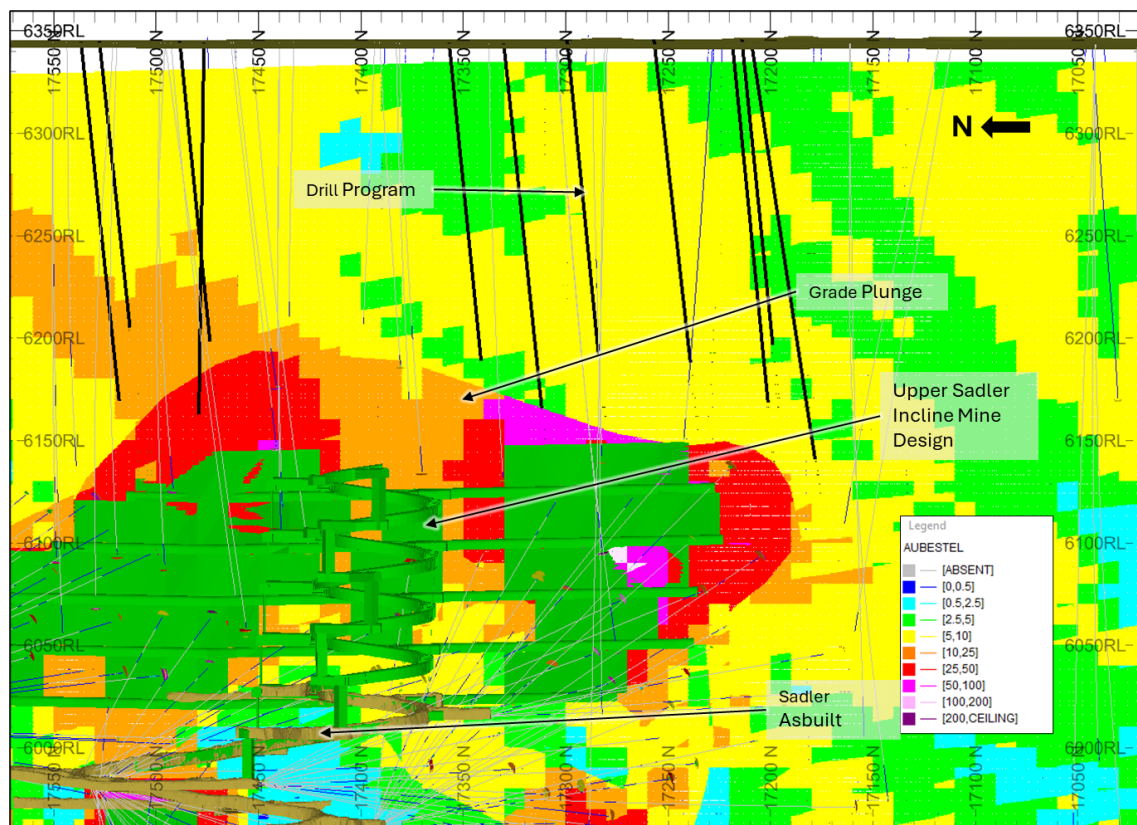 6350RL
6350RL
17550 N
17500 N
17450 N
17400 N
17350 N
17300 N
17250 N
17200 N
17150 N
17100 N
17050 N
6300RL
6300RL
N
Drill Program
6250RL
6250RL
Grade Plunge
6200RL
6200RL
Upper Sadler
Incline Mine
Design
6150RL
6150RL
Legend
AUBESTEL
[ABSENT]
[0,0.5]
[0.5,2.5]
[2.5,5]
[5,10]
[10,25]
[25,50]
[50,100]
[100,200]
[200,CEILING]
6100RL
6100RL
6050RL
6050RL
Sadler
Asbuilt
6000RL
6000RL
17550 N
17500 N
17450 N
17400 N
17350 N
17300 N
17250 N
17200 N
17150 N
17100 N
17050 N